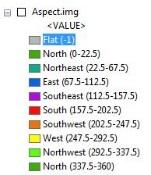 Aspect.img
<VALUE>
Flat (-1)
North (0-22.5)
Northeast (22.5-67.5)
East (67.5-112.5)
Southeast (112.5-157.5)
South (157.5-202.5)
Southwest (202.5-247.5)
West (247.5-292.5)
Northwest (292.5-337.5)
North (337.5-360)